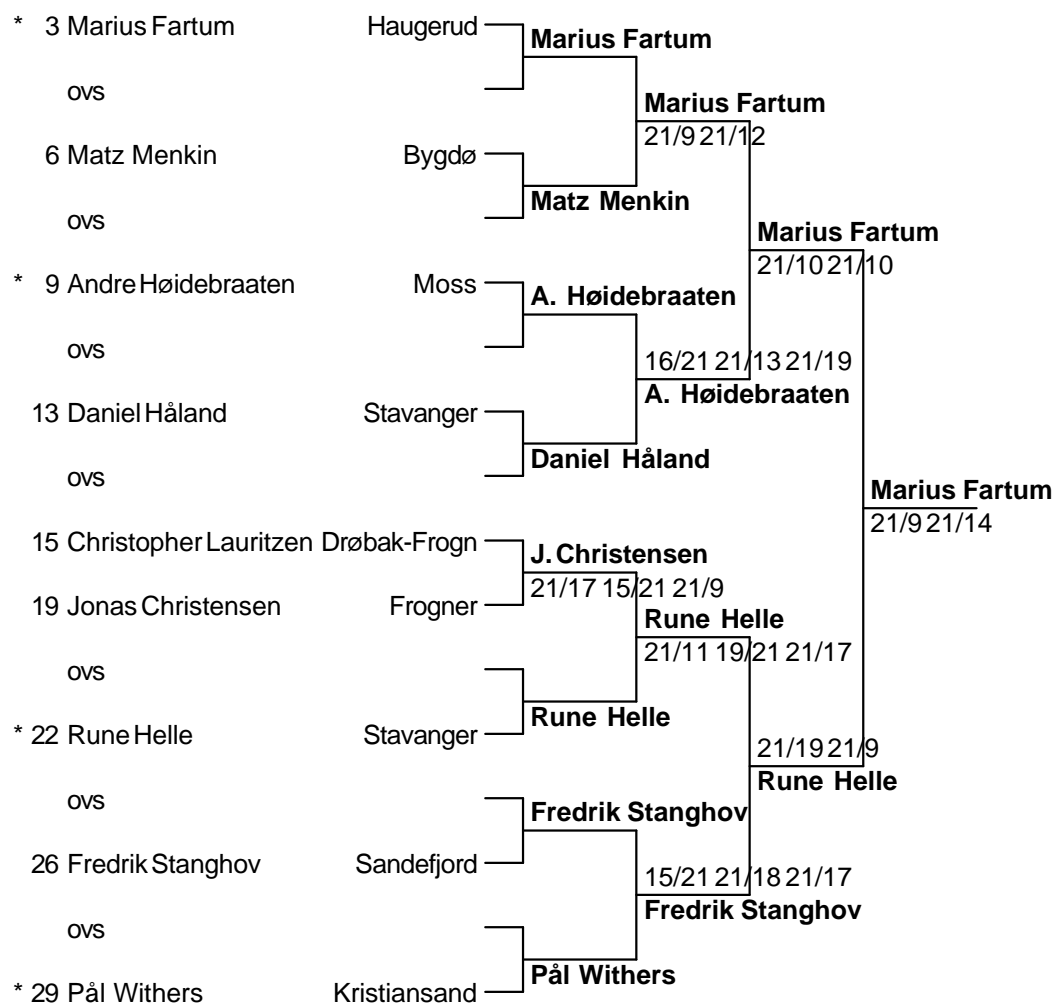 * 3 Marius Fartum Haugerud
Marius Fartum
ovs
Marius Fartum
21/9 21/12
6 Matz Menkin Bygdø
Matz Menkin
ovs
Marius Fartum
21/10 21/10
* 9 Andre Høidebraaten Moss
A. Høidebraaten
ovs
16/21 21/13 21/19
A. Høidebraaten
13 Daniel Håland Stavanger
Daniel Håland
ovs
Marius Fartum
21/9 21/14
15 Christopher Lauritzen Drøbak-Frogn
J. Christensen
21/17 15/21 21/9
19 Jonas Christensen Frogner
Rune Helle
21/11 19/21 21/17
ovs
Rune Helle
* 22 Rune Helle Stavanger
21/19 21/9
Rune Helle
ovs
Fredrik Stanghov
26 Fredrik Stanghov Sandefjord
15/21 21/18 21/17
Fredrik Stanghov
ovs
Pål Withers
* 29 Pål Withers Kristiansand